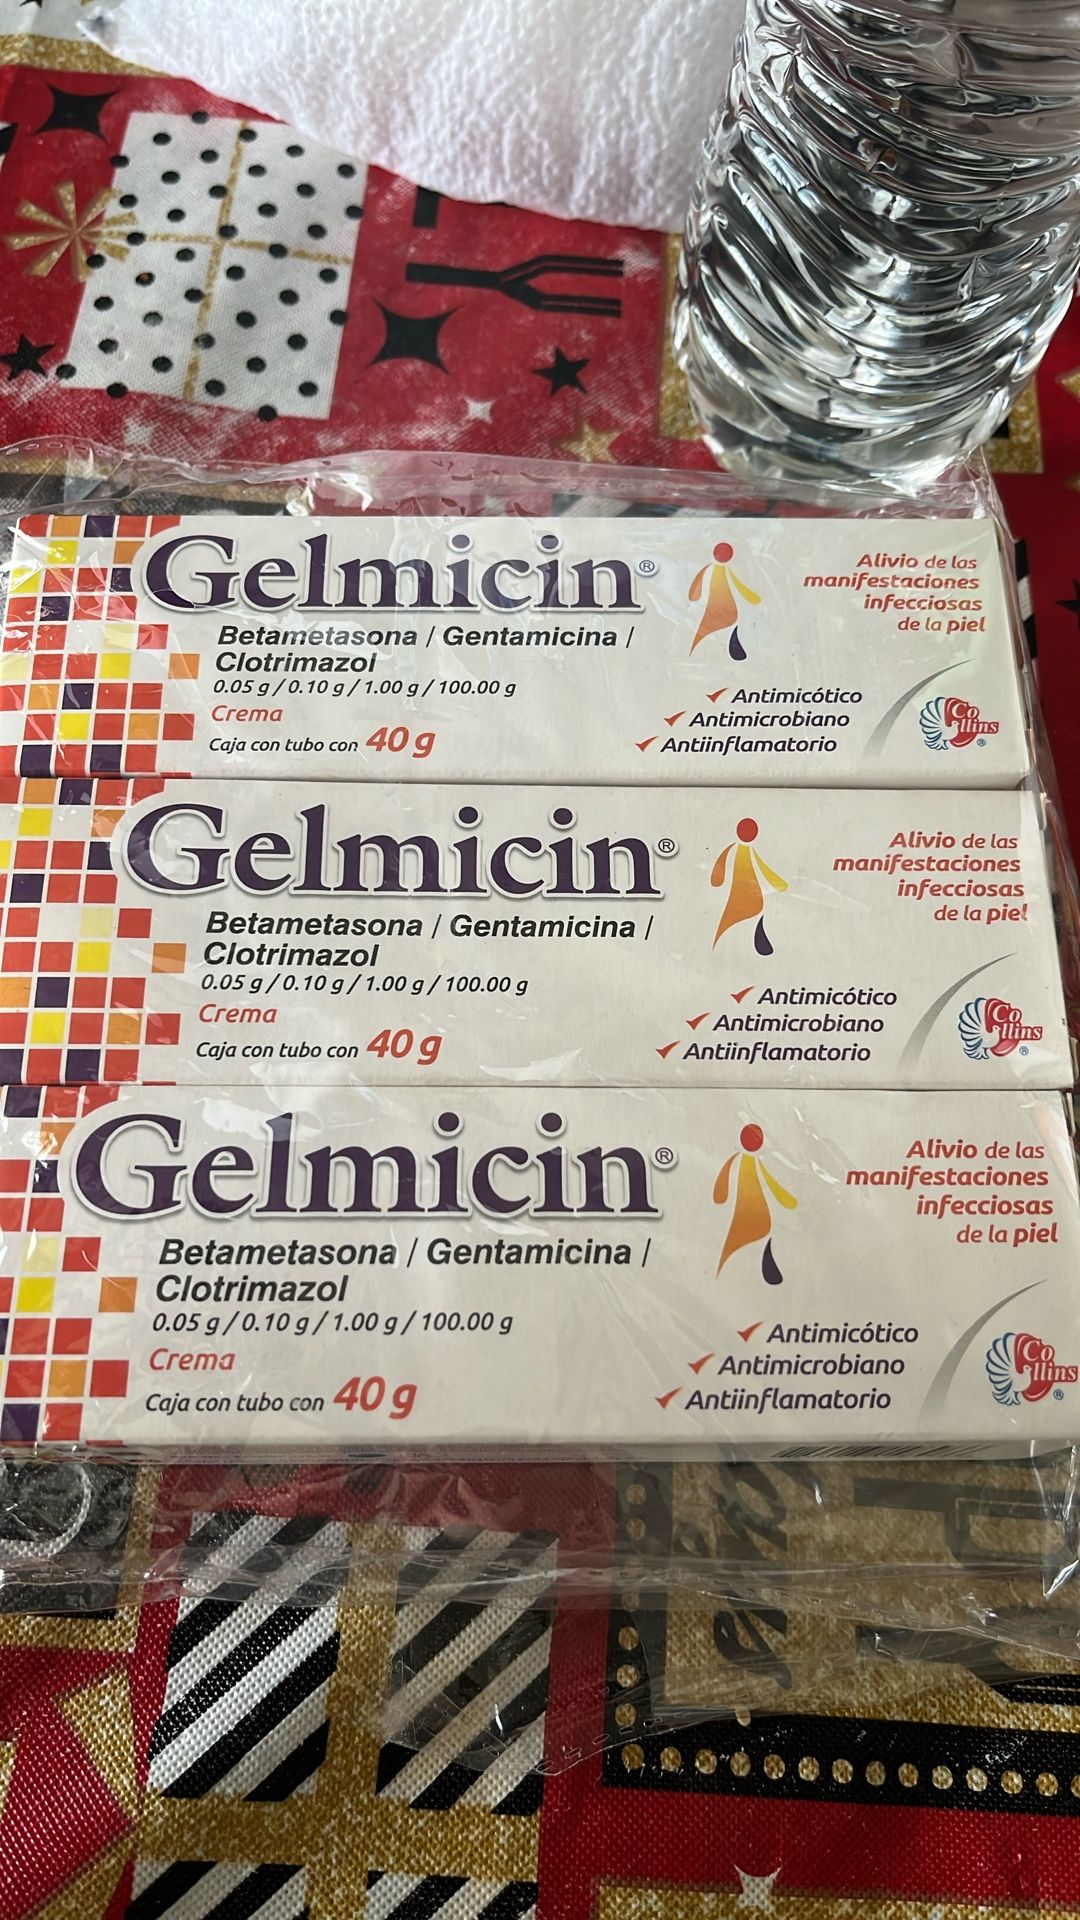 Gelmicin®
Betametasona / Gentamicina /
Clotrimazol
0.05 g / 0.10 g / 1.00 g / 100.00 g
Crema
Caja con tubo con 40 g
Alivio de las
manifestaciones
infecciosas
de la piel
✓ Antimicótico
✓ Antimicrobiano
✓ Antiinflamatorio
Collins®
Gelmicin®
Betametasona / Gentamicina /
Clotrimazol
0.05 g / 0.10 g / 1.00 g / 100.00 g
Crema
Caja con tubo con 40 g
Alivio de las
manifestaciones
infecciosas
de la piel
✓ Antimicótico
✓ Antimicrobiano
✓ Antiinflamatorio
Collins®
Gelmicin®
Betametasona / Gentamicina /
Clotrimazol
0.05 g / 0.10 g / 1.00 g / 100.00 g
Crema
Caja con tubo con 40 g
Alivio de las
manifestaciones
infecciosas
de la piel
✓ Antimicótico
✓ Antimicrobiano
✓ Antiinflamatorio
Collins®